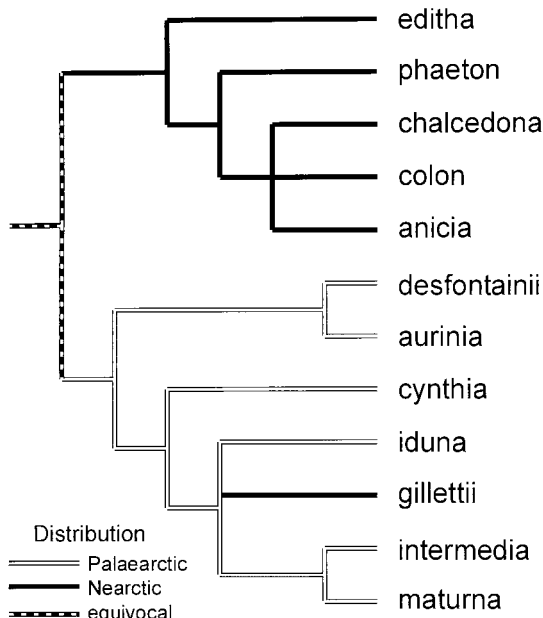 editha
phaeton
chalcedona
colon
anicia
desfontainii
aurinia
cynthia
iduna
gillettii
intermedia
maturna
Distribution
Palaearctic
Nearctic
equivocal